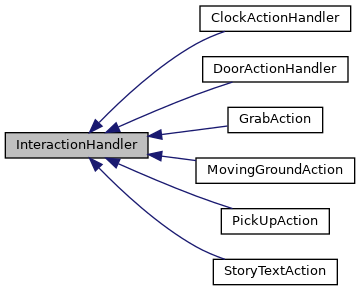 ClockActionHandler
DoorActionHandler
GrabAction
InteractionHandler
MovingGroundAction
PickUpAction
StoryTextAction